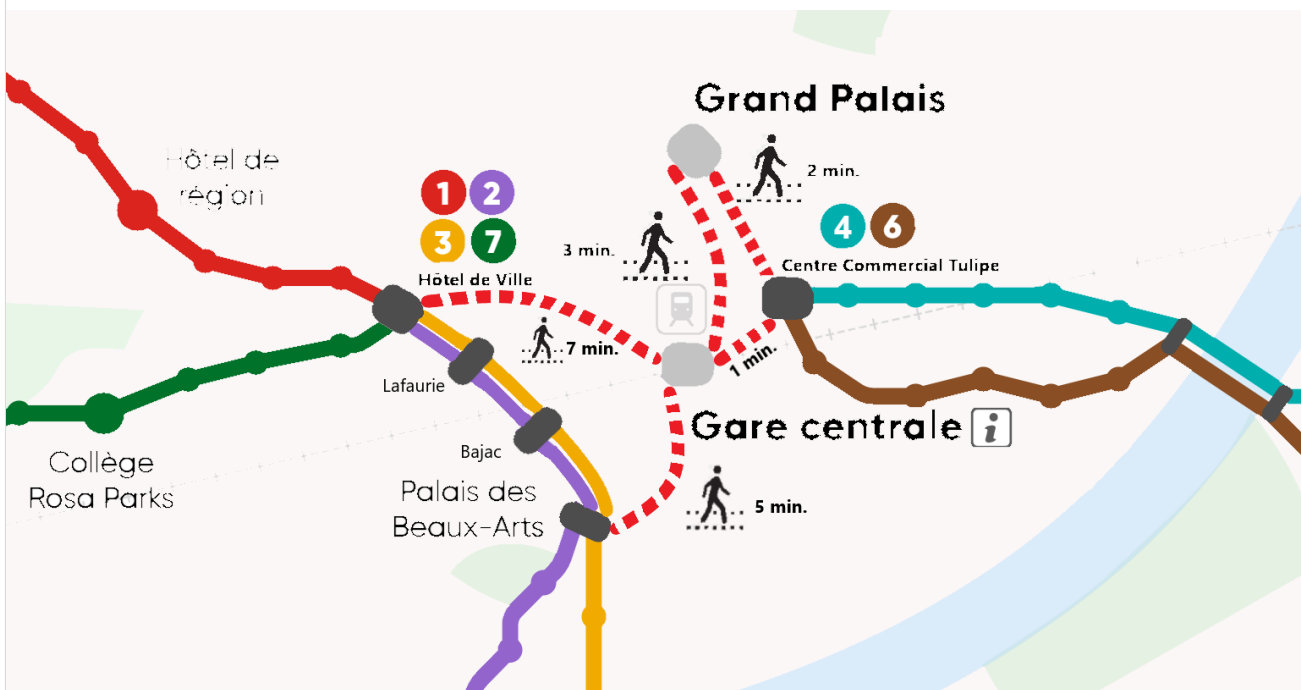 Grand Palais
Hôtel de
région
2 min.
1 2
3 7
4 6
3 min.
Centre Commercial Tulipe
Hôtel de Ville
7 min.
1 min.
Lafaurie
Gare centrale i
Bajac
Collège
Rosa Parks
Palais des
Beaux-Arts
5 min.